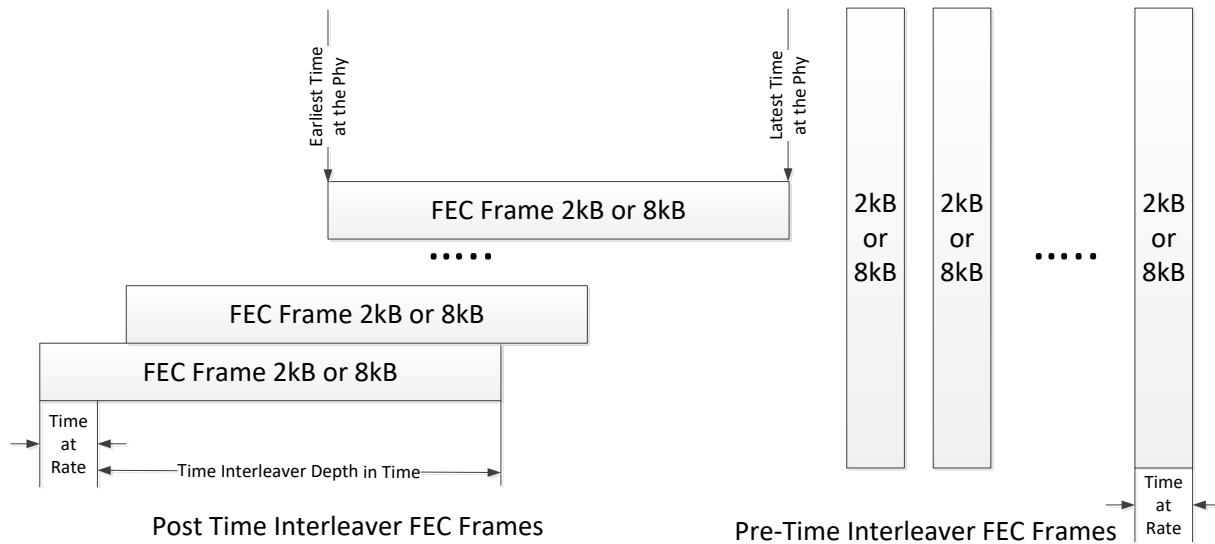 Earliest Time
at the Phy
Latest Time
at the Phy
FEC Frame 2kB or 8kB
.....
FEC Frame 2kB or 8kB
FEC Frame 2kB or 8kB
Time
at
Rate
Time Interleaver Depth in Time
Post Time Interleaver FEC Frames
2kB
or
8kB
2kB
or
8kB
.....
2kB
or
8kB
Time
at
Rate
Pre-Time Interleaver FEC Frames